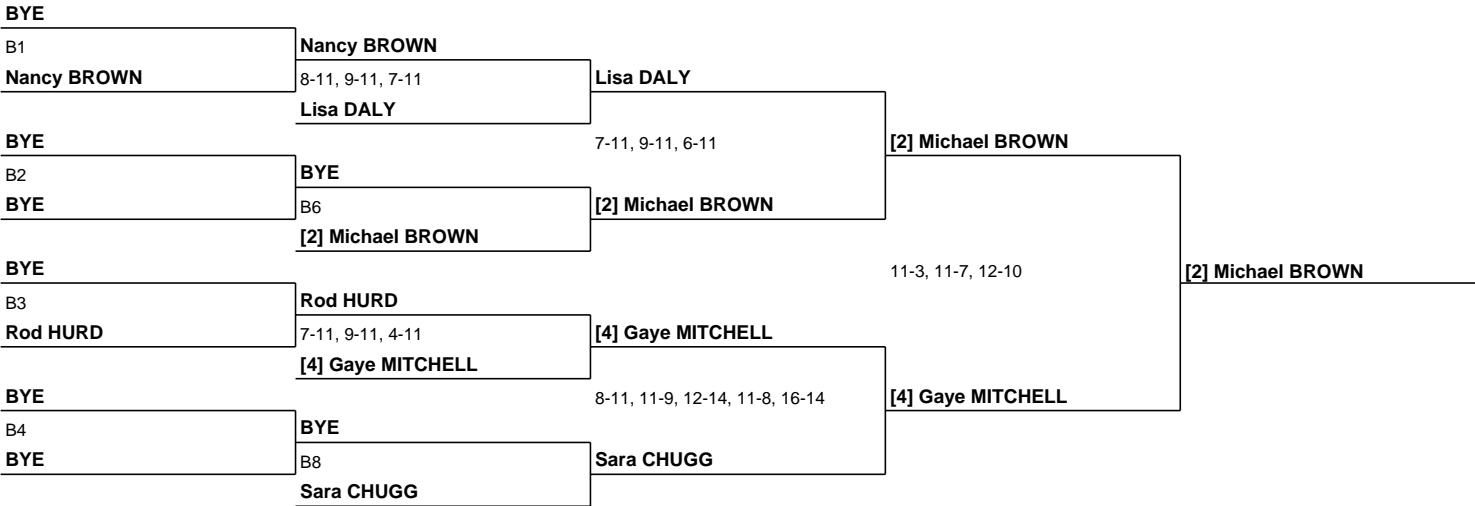 BYE
B1
Nancy BROWN
BYE
B2
BYE
BYE
B3
Rod HURD
BYE
B4
BYE
Nancy BROWN
8-11, 9-11, 7-11
Lisa DALY
BYE
B6
[2] Michael BROWN
Rod HURD
7-11, 9-11, 4-11
[4] Gaye MITCHELL
BYE
B8
Sara CHUGG
Lisa DALY
7-11, 9-11, 6-11
[2] Michael BROWN
[4] Gaye MITCHELL
8-11, 11-9, 12-14, 11-8, 16-14
Sara CHUGG
[2] Michael BROWN
11-3, 11-7, 12-10
[4] Gaye MITCHELL
[2] Michael BROWN